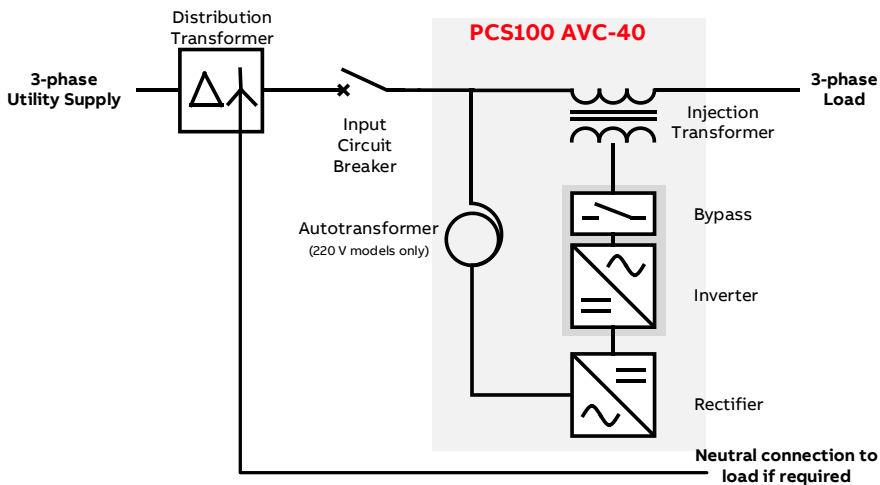 Distribution
Transformer
PCS100 AVC-40
3-phase
Utility Supply
3-phase
Load
Input
Circuit
Breaker
Injection
Transformer
Autotransformer
(220 V models only)
Bypass
Inverter
Rectifier
Neutral connection to
load if required